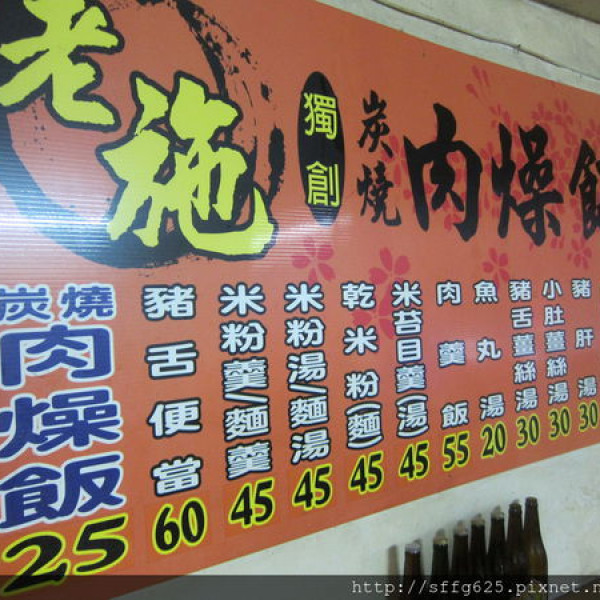 老施
獨創
炭燒
肉燥飯
炭燒
肉燥飯
25
豬舌便當
60
米粉羹/麵羹
45
米粉湯/麵湯
45
乾米粉(麵)
45
米苔目羹(湯)
45
肉羹飯
55
魚丸湯
20
豬舌薑絲湯
30
小肚薑絲湯
30
豬肝湯
30
http://sffg625.pixnet.n